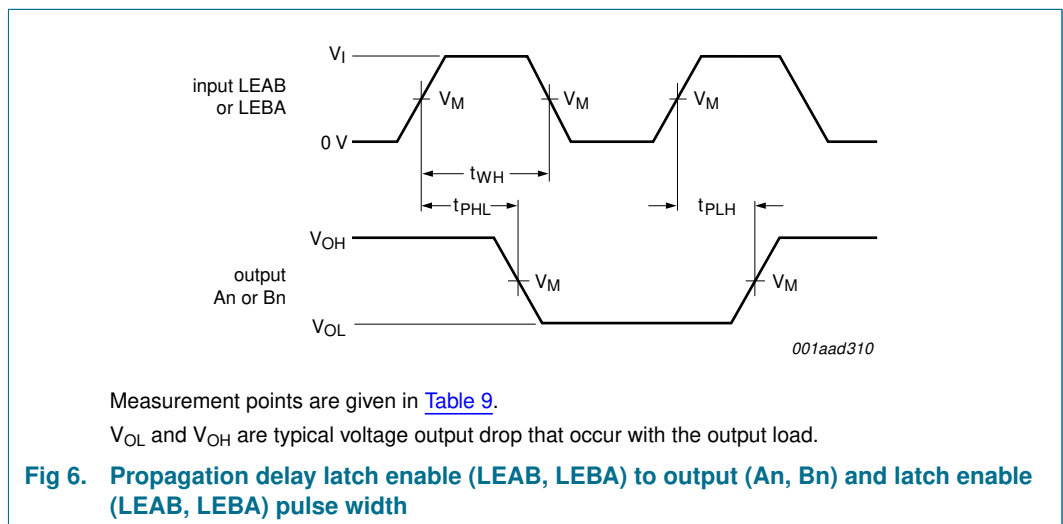 VI
input LEAB
or LEBA
VM
VM
VM
0 V
tWH
tPHL
tPLH
VOH
output
An or Bn
VM
VM
VOL
001aad310
Measurement points are given in Table 9.
VOL and VOH are typical voltage output drop that occur with the output load.
Fig 6. Propagation delay latch enable (LEAB, LEBA) to output (An, Bn) and latch enable
(LEAB, LEBA) pulse width